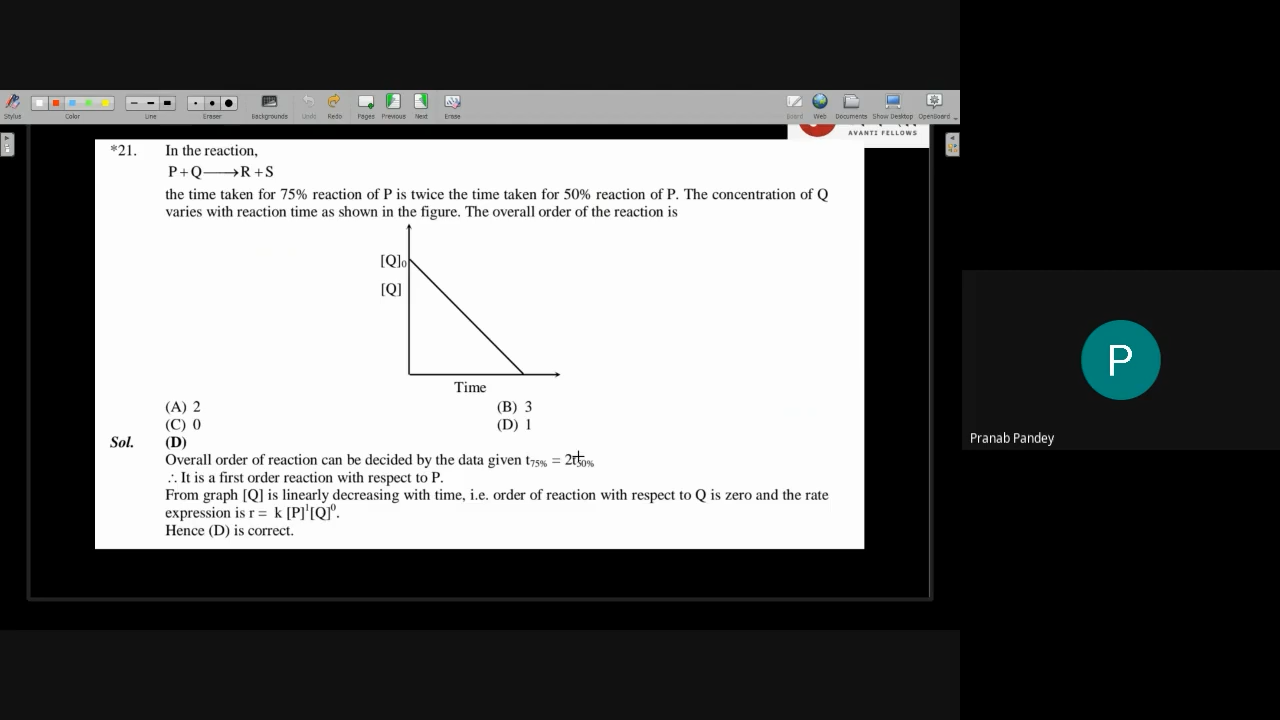 Stylus
Color
Line
Eraser
Backgrounds
Undo
Redo
Pages
Previous
Next
Erase
Board
Web
Documents
Show Desktop
OpenBoard
AVANTI FELLOWS
*21. In the reaction,
P + Q ⟶ R + S
the time taken for 75% reaction of P is twice the time taken for 50% reaction of P. The concentration of Q
varies with reaction time as shown in the figure. The overall order of the reaction is
[Q]₀
[Q]
Time
(A) 2 (B) 3
(C) 0 (D) 1
Sol. (D)
Overall order of reaction can be decided by the data given t₇₅% = 2t₅₀%
∴ It is a first order reaction with respect to P.
From graph [Q] is linearly decreasing with time, i.e. order of reaction with respect to Q is zero and the rate
expression is r = k [P]¹[Q]⁰.
Hence (D) is correct.
P
Pranab Pandey